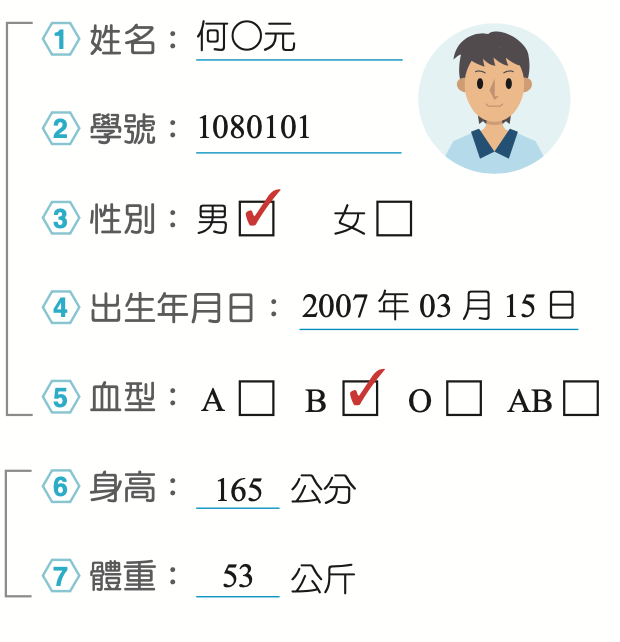 1 姓名：何○元
2 學號：1080101
3 性別：男 ☑ 女 □
4 出生年月日：2007 年 03 月 15 日
5 血型：A □ B ☑ O □ AB □
6 身高：165 公分
7 體重：53 公斤